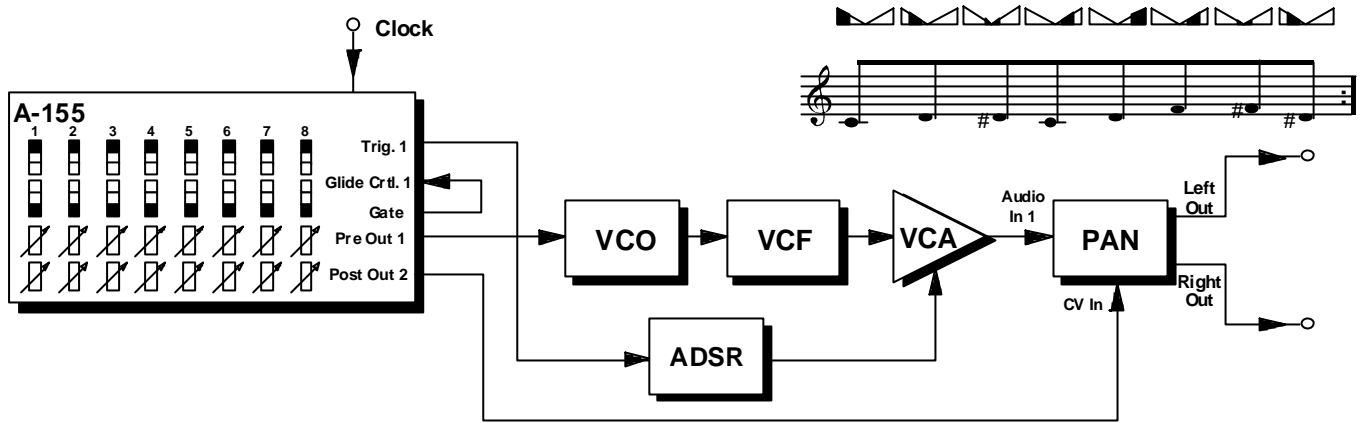 Clock
A-155
1 2 3 4 5 6 7 8
Trig. 1
Glide Crtl. 1
Gate
Pre Out 1
Post Out 2
VCO
VCF
VCA
ADSR
Audio
In 1
PAN
CV In
Left
Out
Right
Out
# # #